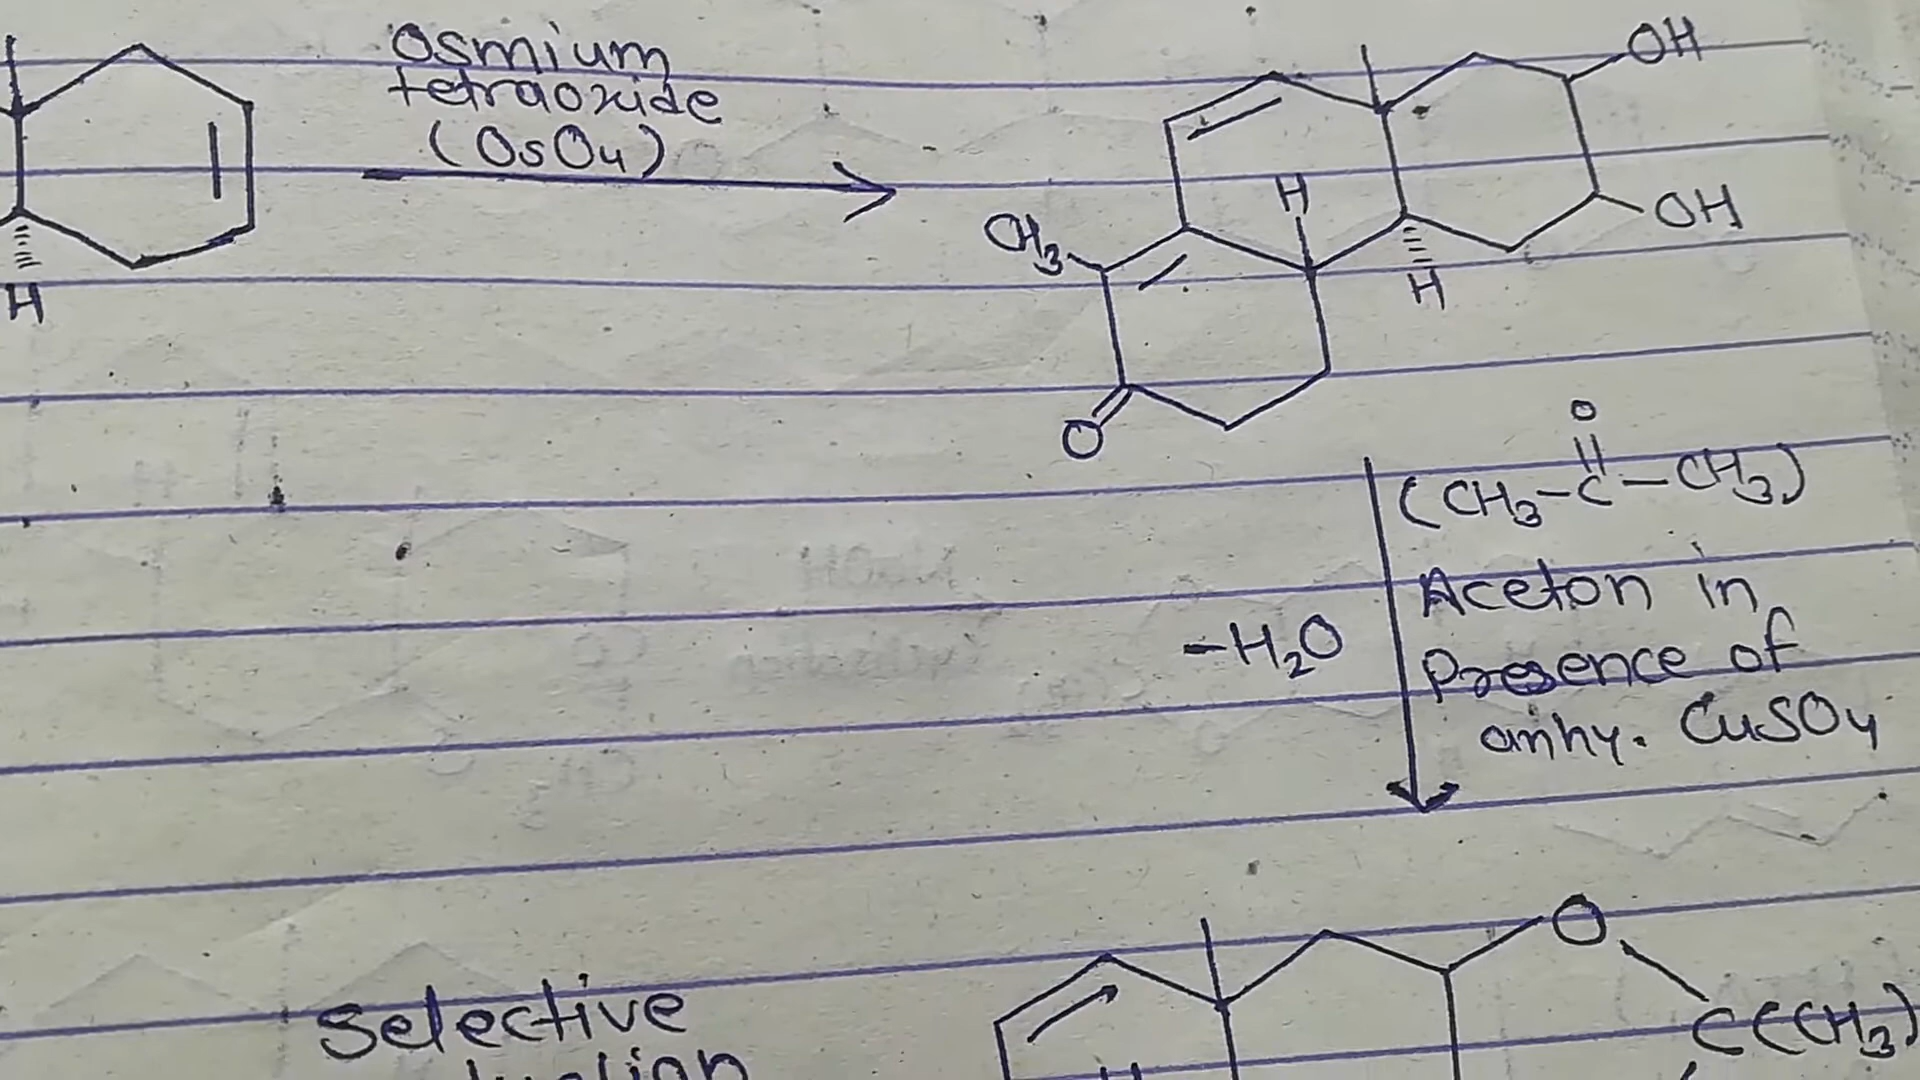 Osmium
tetraoxide
(OsO4)
H
OH
OH
H
H
CH3
O
O
(CH3-C-CH3)
Aceton in
Presence of
anhy. CuSO4
-H2O
O
C(CH3)
Selective